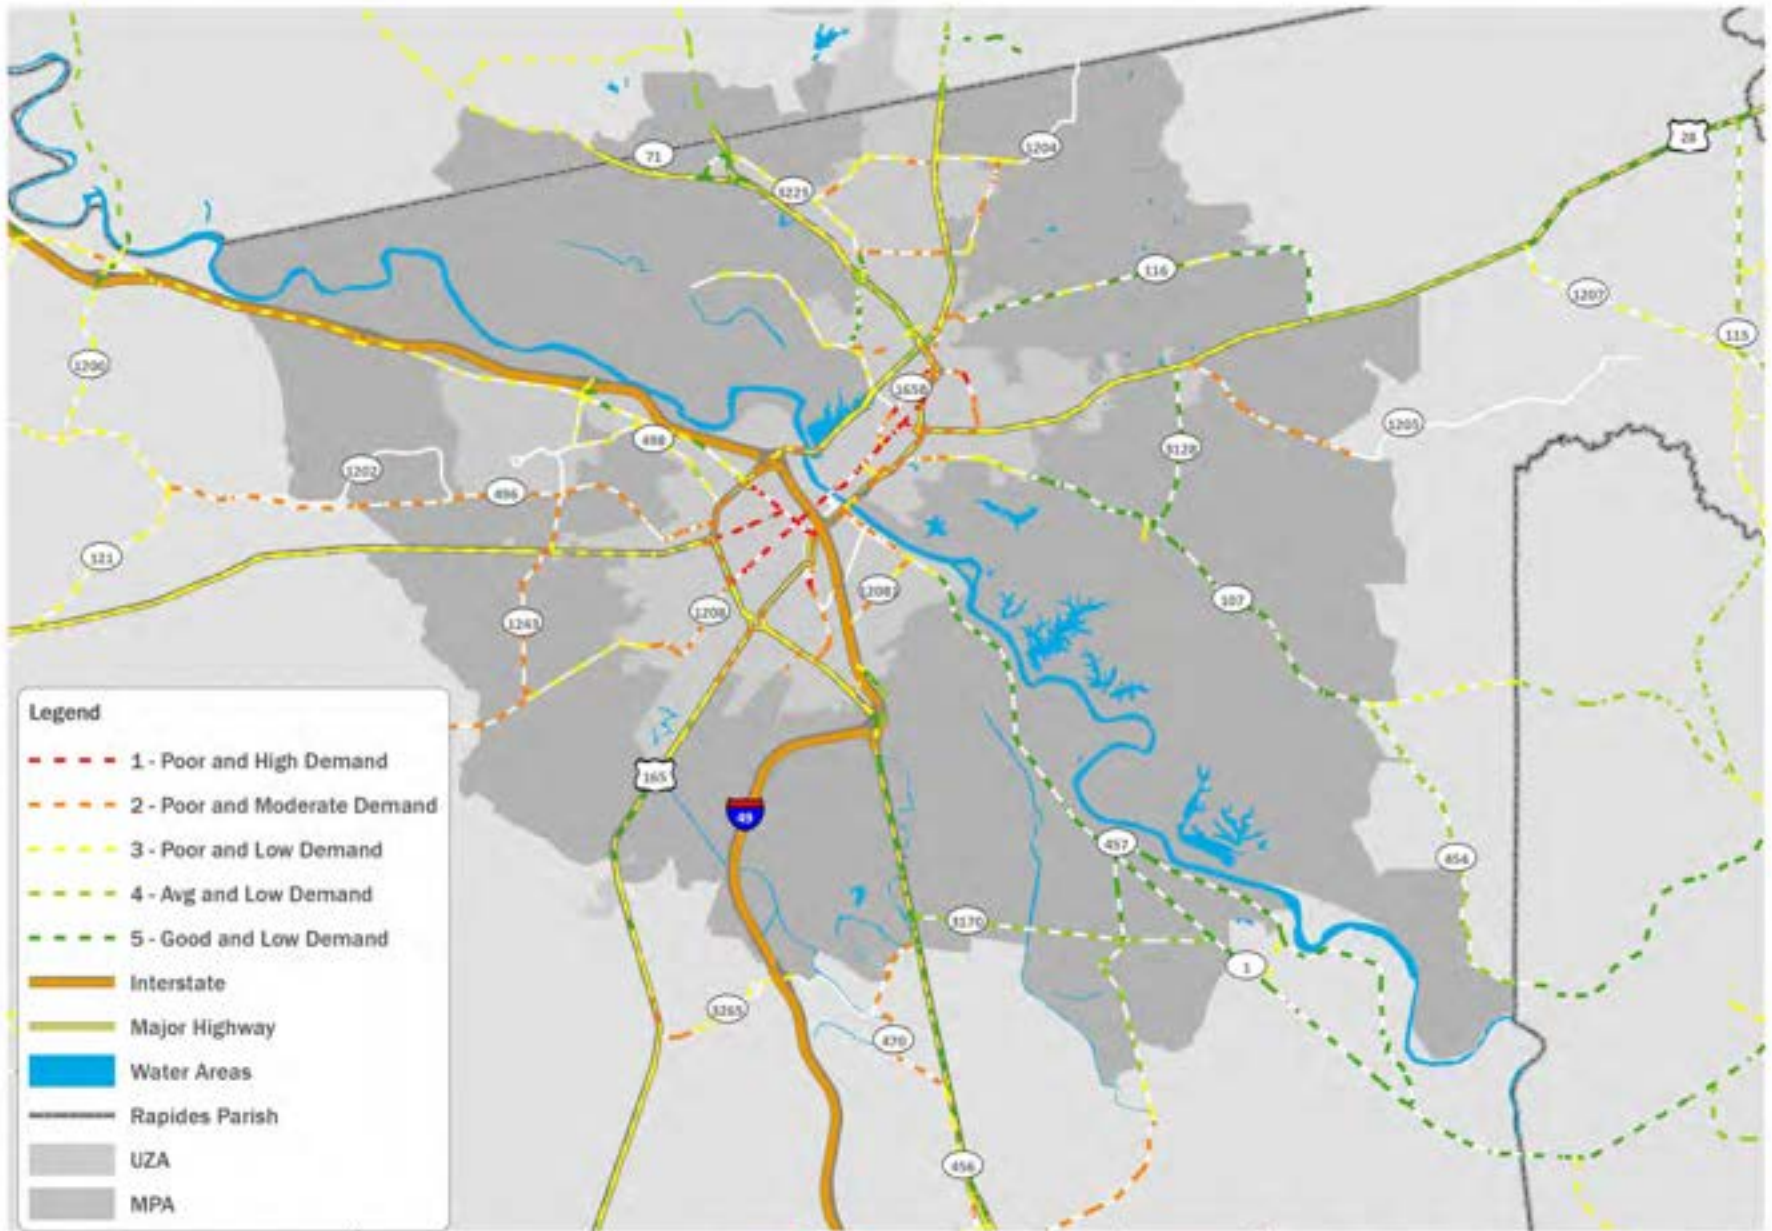 28
1204
71
3225
116
1207
115
1206
1658
1205
498
3128
1202
496
121
107
1208
1208
1265
Legend
1 - Poor and High Demand
165
2 - Poor and Moderate Demand
49
3 - Poor and Low Demand
457
454
4 - Avg and Low Demand
3170
5 - Good and Low Demand
1
Interstate
3265
Major Highway
470
Water Areas
Rapides Parish
UZA
456
MPA